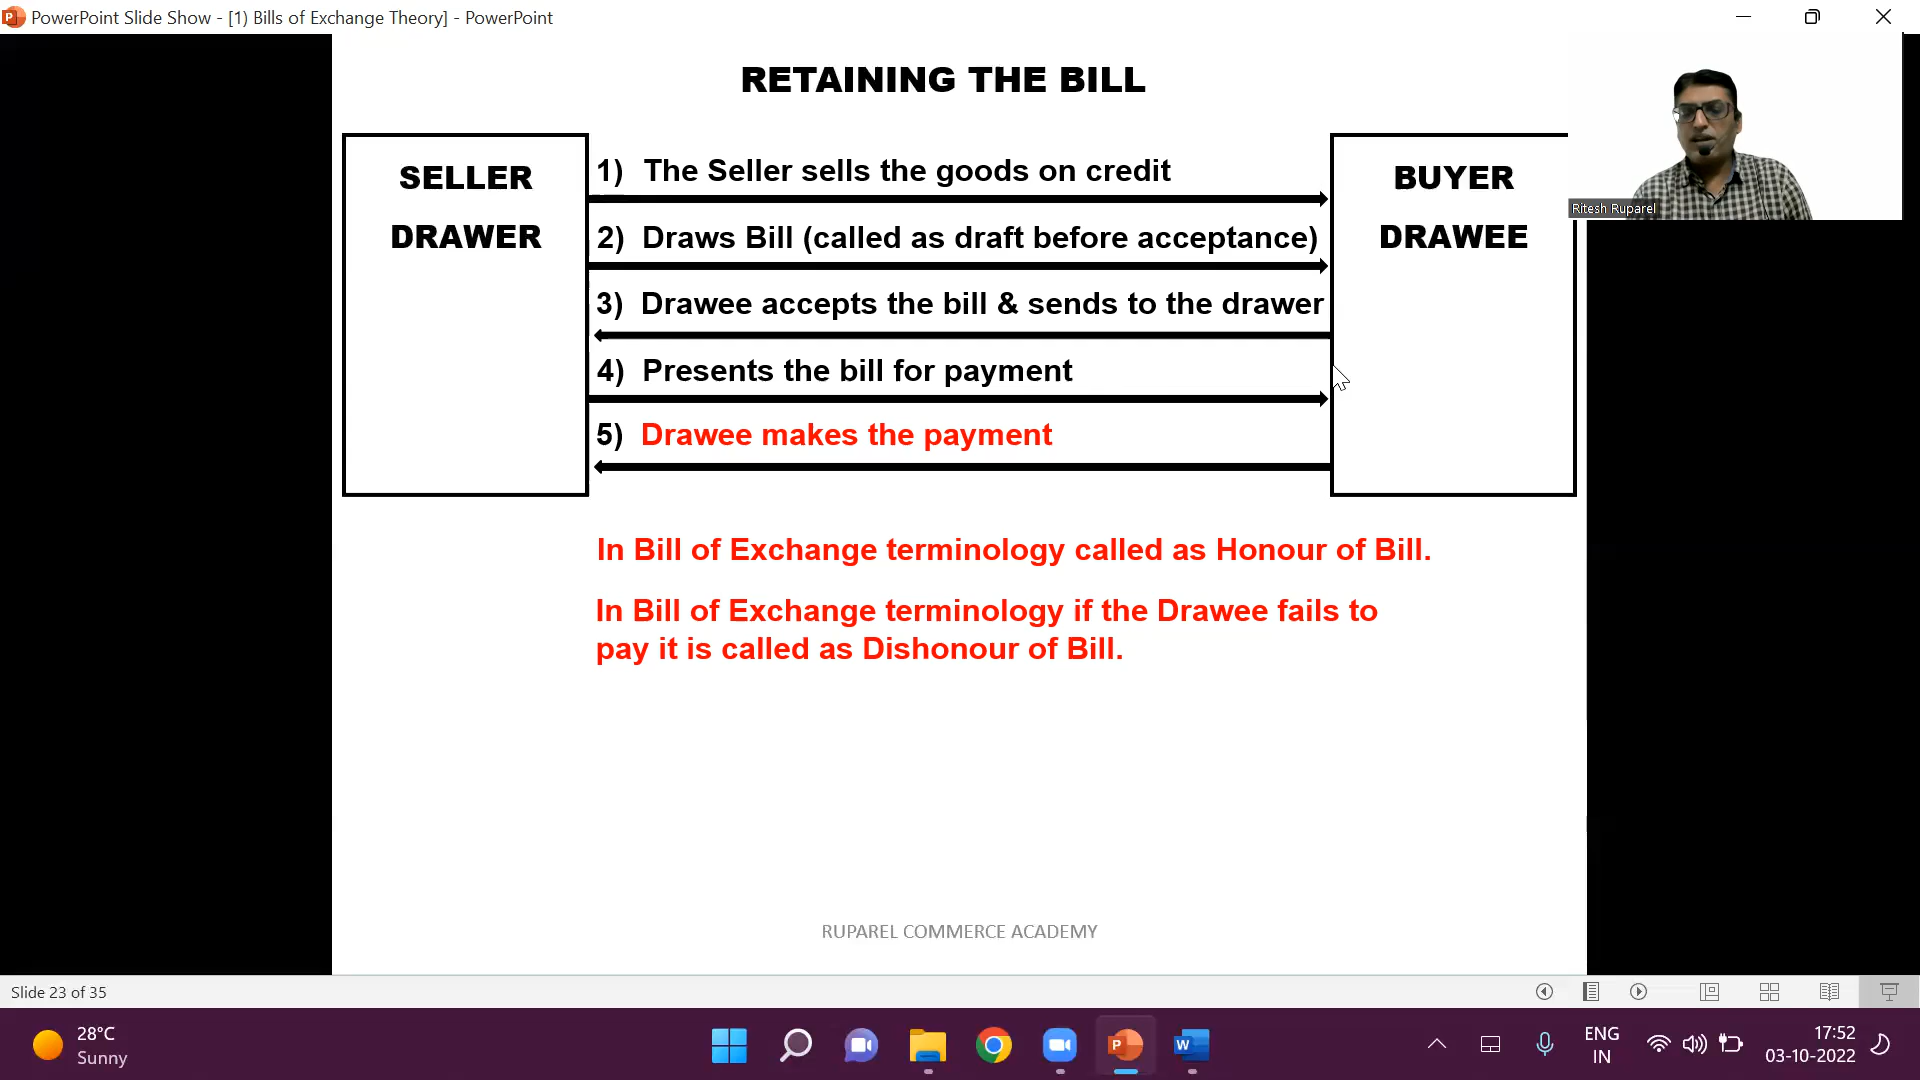 PowerPoint Slide Show - [1) Bills of Exchange Theory] - PowerPoint
RETAINING THE BILL
SELLER
DRAWER
1) The Seller sells the goods on credit
2) Draws Bill (called as draft before acceptance)
3) Drawee accepts the bill & sends to the drawer
4) Presents the bill for payment
5) Drawee makes the payment
BUYER
DRAWEE
Ritesh Ruparel
In Bill of Exchange terminology called as Honour of Bill.
In Bill of Exchange terminology if the Drawee fails to
pay it is called as Dishonour of Bill.
RUPAREL COMMERCE ACADEMY
Slide 23 of 35
28°C
Sunny
ENG
IN
17:52
03-10-2022